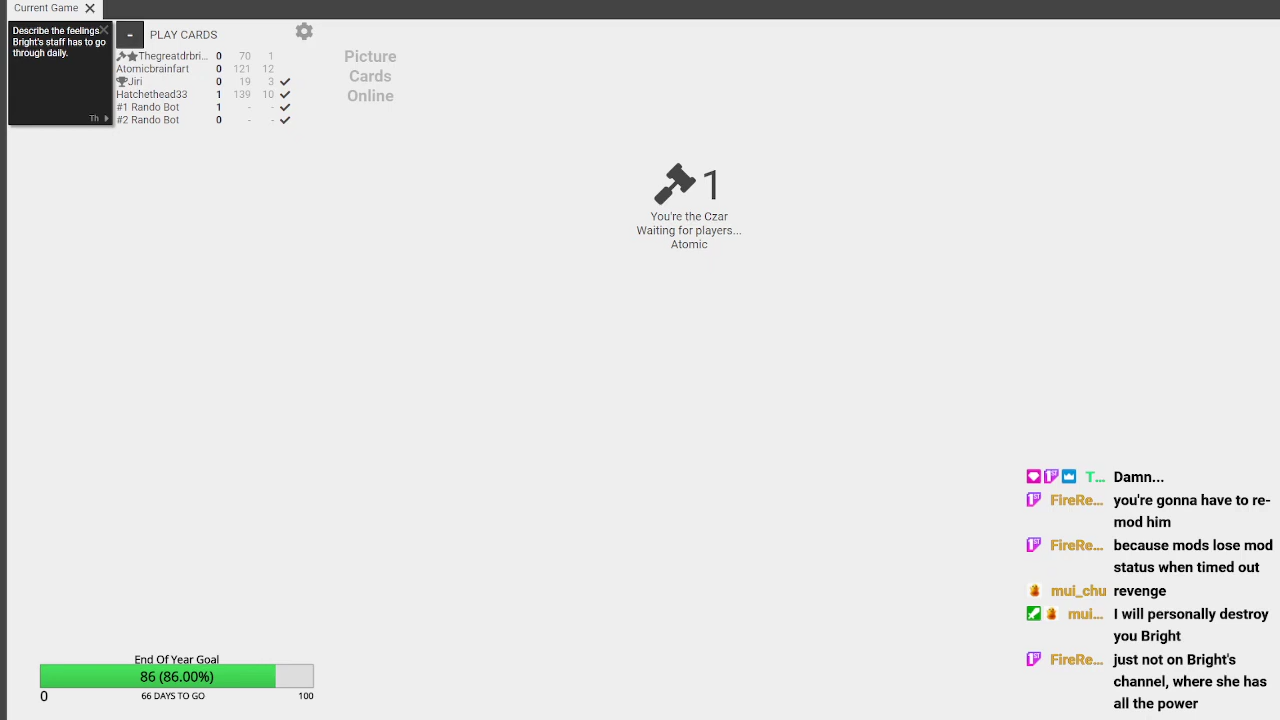 Current Game
Describe the feelings
Bright's staff has to go
through daily.
Th
-
PLAY CARDS
Thegreatdrbri... 0 70 1
Atomicbrainfart 0 121 12
Jiri 0 19 3
Hatchethead33 1 139 10
#1 Rando Bot 1 - -
#2 Rando Bot 0 - -
Picture
Cards
Online
1
You're the Czar
Waiting for players...
Atomic
T... Damn...
FireRe... you're gonna have to re-
mod him
FireRe... because mods lose mod
status when timed out
mui_chu revenge
mui... I will personally destroy
you Bright
FireRe... just not on Bright's
channel, where she has
all the power
End Of Year Goal
86 (86.00%)
0 66 DAYS TO GO 100